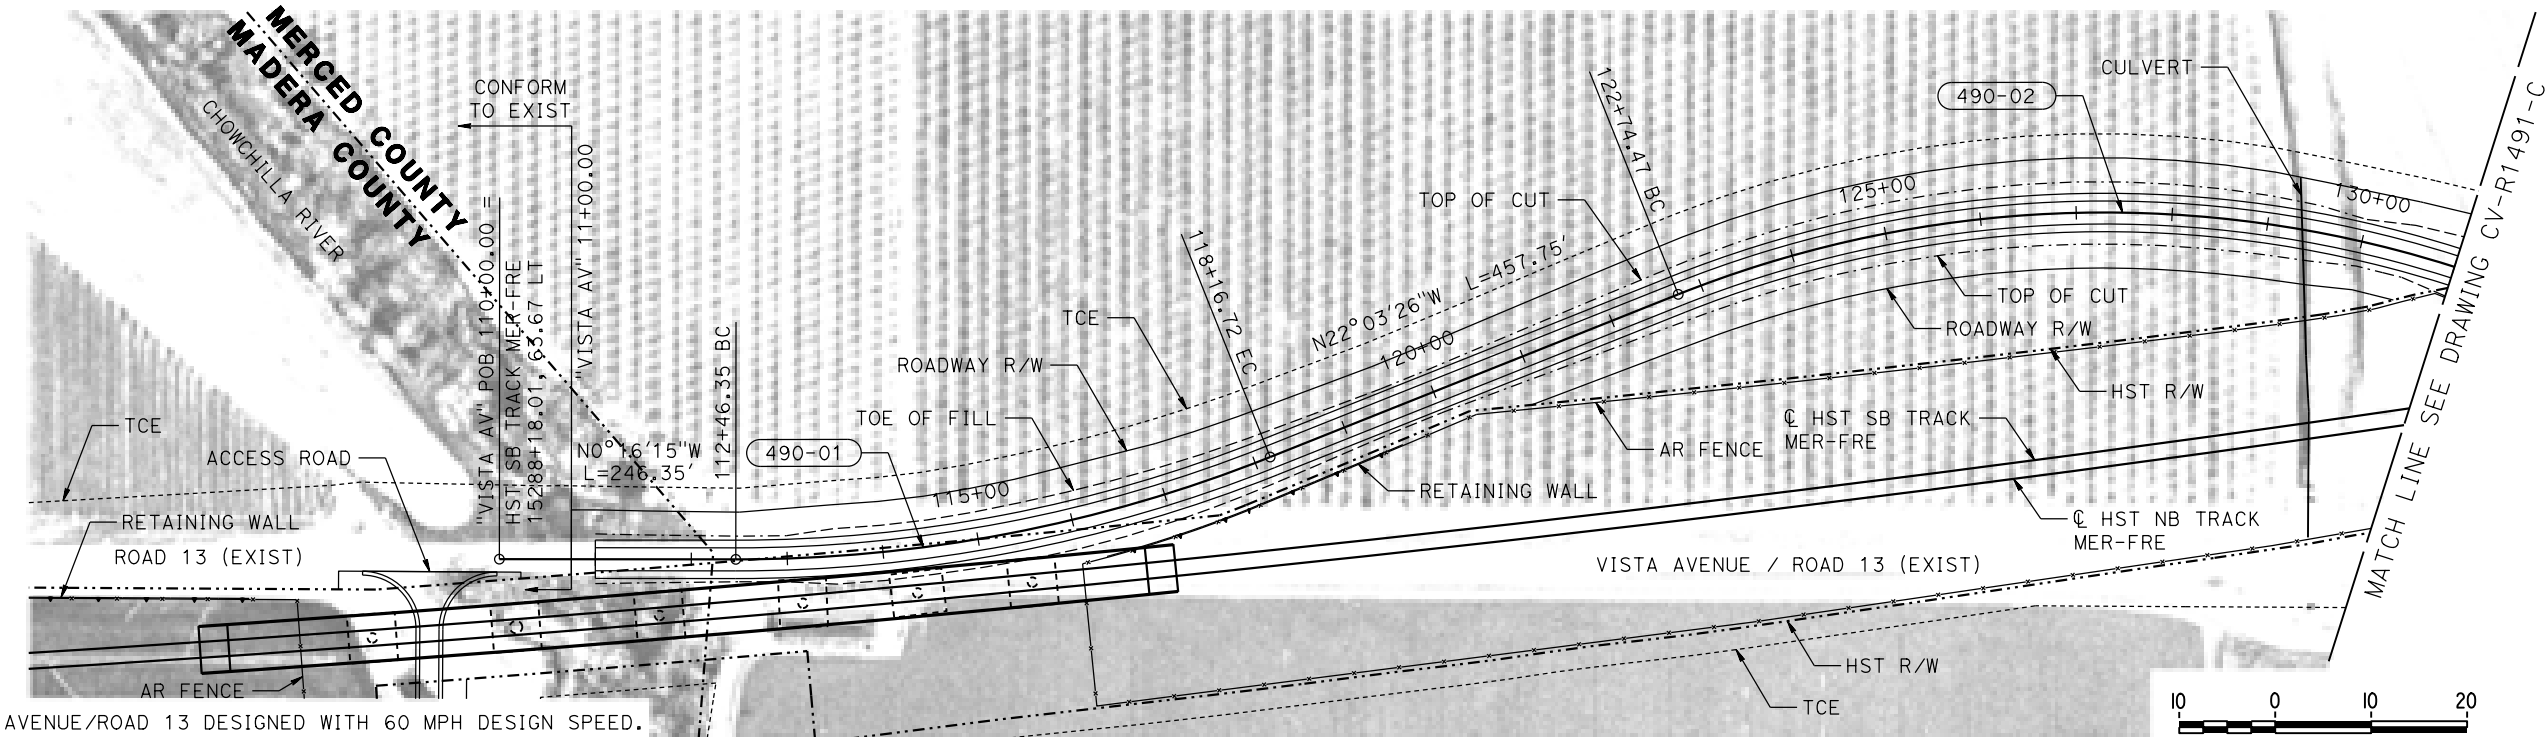 MERCED COUNTY
MADERA COUNTY
CHOWCHILLA RIVER
CONFORM
TO EXIST
"VISTA AV" POB 110+00.00 =
HST SB TRACK MER-FRE
15288+18.01, 63.67 LT
"VISTA AV" 11+00.00
N0°16'15"W
L=246.35'
112+46.35 BC
490-01
115+00
TOE OF FILL
ROADWAY R/W
TCE
118+16.72 EC
N22°03'26"W L=457.75'
120+00
TOP OF CUT
122+74.47 BC
125+00
490-02
CULVERT
130+00
TOP OF CUT
ROADWAY R/W
HST R/W
℄ HST SB TRACK
MER-FRE
AR FENCE
RETAINING WALL
℄ HST NB TRACK
MER-FRE
VISTA AVENUE / ROAD 13 (EXIST)
HST R/W
TCE
MATCH LINE SEE DRAWING CV-R1491-C
TCE
ACCESS ROAD
RETAINING WALL
ROAD 13 (EXIST)
AR FENCE
AVENUE/ROAD 13 DESIGNED WITH 60 MPH DESIGN SPEED.
10 0 10 20